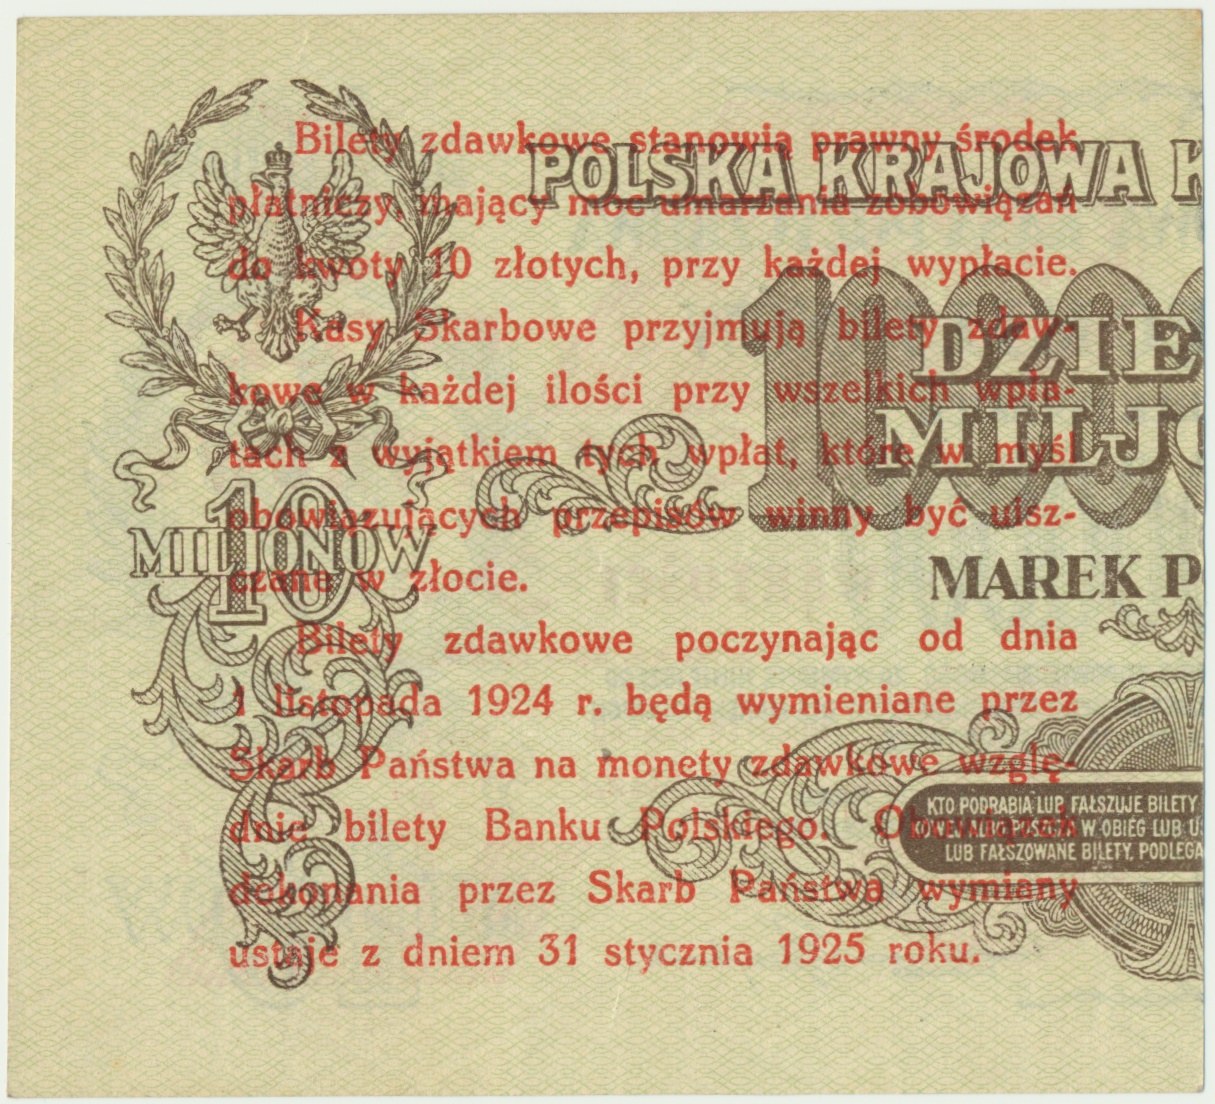 Bilety zdawkowe stanowią prawny środek
płatniczy, mający moc umarzania zobowiązań
do kwoty 10 złotych, przy każdej wypłacie.
Kasy Skarbowe przyjmują bilety zdaw-
kowe w każdej ilości przy wszelkich wpła-
tach z wyjątkiem tych wpłat, które w myśl
obowiązujących przepisów winny być uisz-
czane w złocie.
Bilety zdawkowe poczynając od dnia
1 listopada 1924 r. będą wymieniane przez
Skarb Państwa na monety zdawkowe wzglę-
dnie bilety Banku Polskiego. Obowiązek
dokonania przez Skarb Państwa wymiany
ustaje z dniem 31 stycznia 1925 roku.
POLSKA KRAJOWA K
DZIE
MILJO
MAREK P
10
MILIONÓW
KTO PODRABIA LUB FAŁSZUJE BILETY
W OBIEG LUB U
LUB FAŁSZOWANE BILETY, PODLEGA